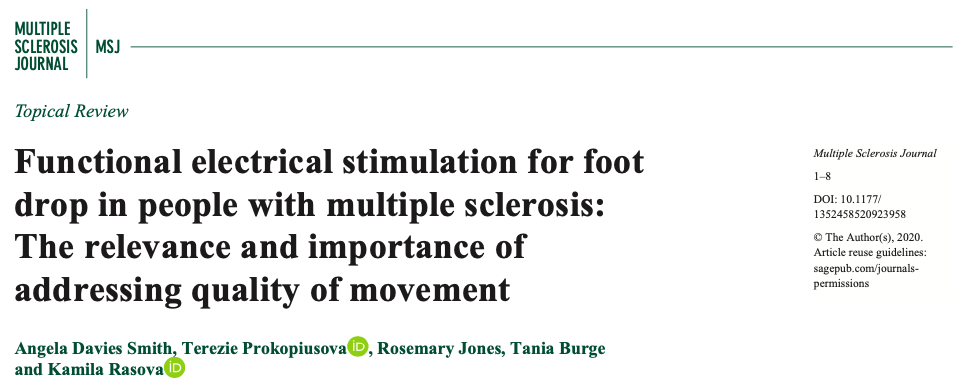 MULTIPLE
SCLEROSIS
JOURNAL
MSJ
Topical Review
Functional electrical stimulation for foot
drop in people with multiple sclerosis:
The relevance and importance of
addressing quality of movement
Angela Davies Smith, Terezie Prokopiusova iD, Rosemary Jones, Tania Burge
and Kamila Rasova iD
Multiple Sclerosis Journal
1–8
DOI: 10.1177/
1352458520923958
© The Author(s), 2020.
Article reuse guidelines:
sagepub.com/journals-
permissions